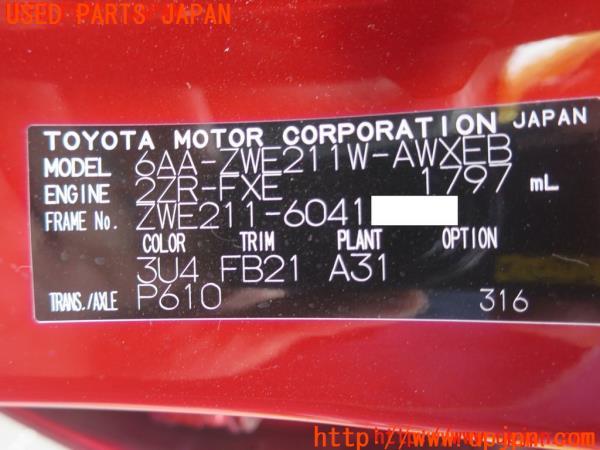 USED PARTS JAPAN
TOYOTA MOTOR CORPORATION JAPAN
MODEL 6AA-ZWE211W-AWXEB
ENGINE 2ZR-FXE 1797 mL
FRAME No. ZWE211-6041
COLOR TRIM PLANT OPTION
3U4 FB21 A31
TRANS./AXLE P610 316